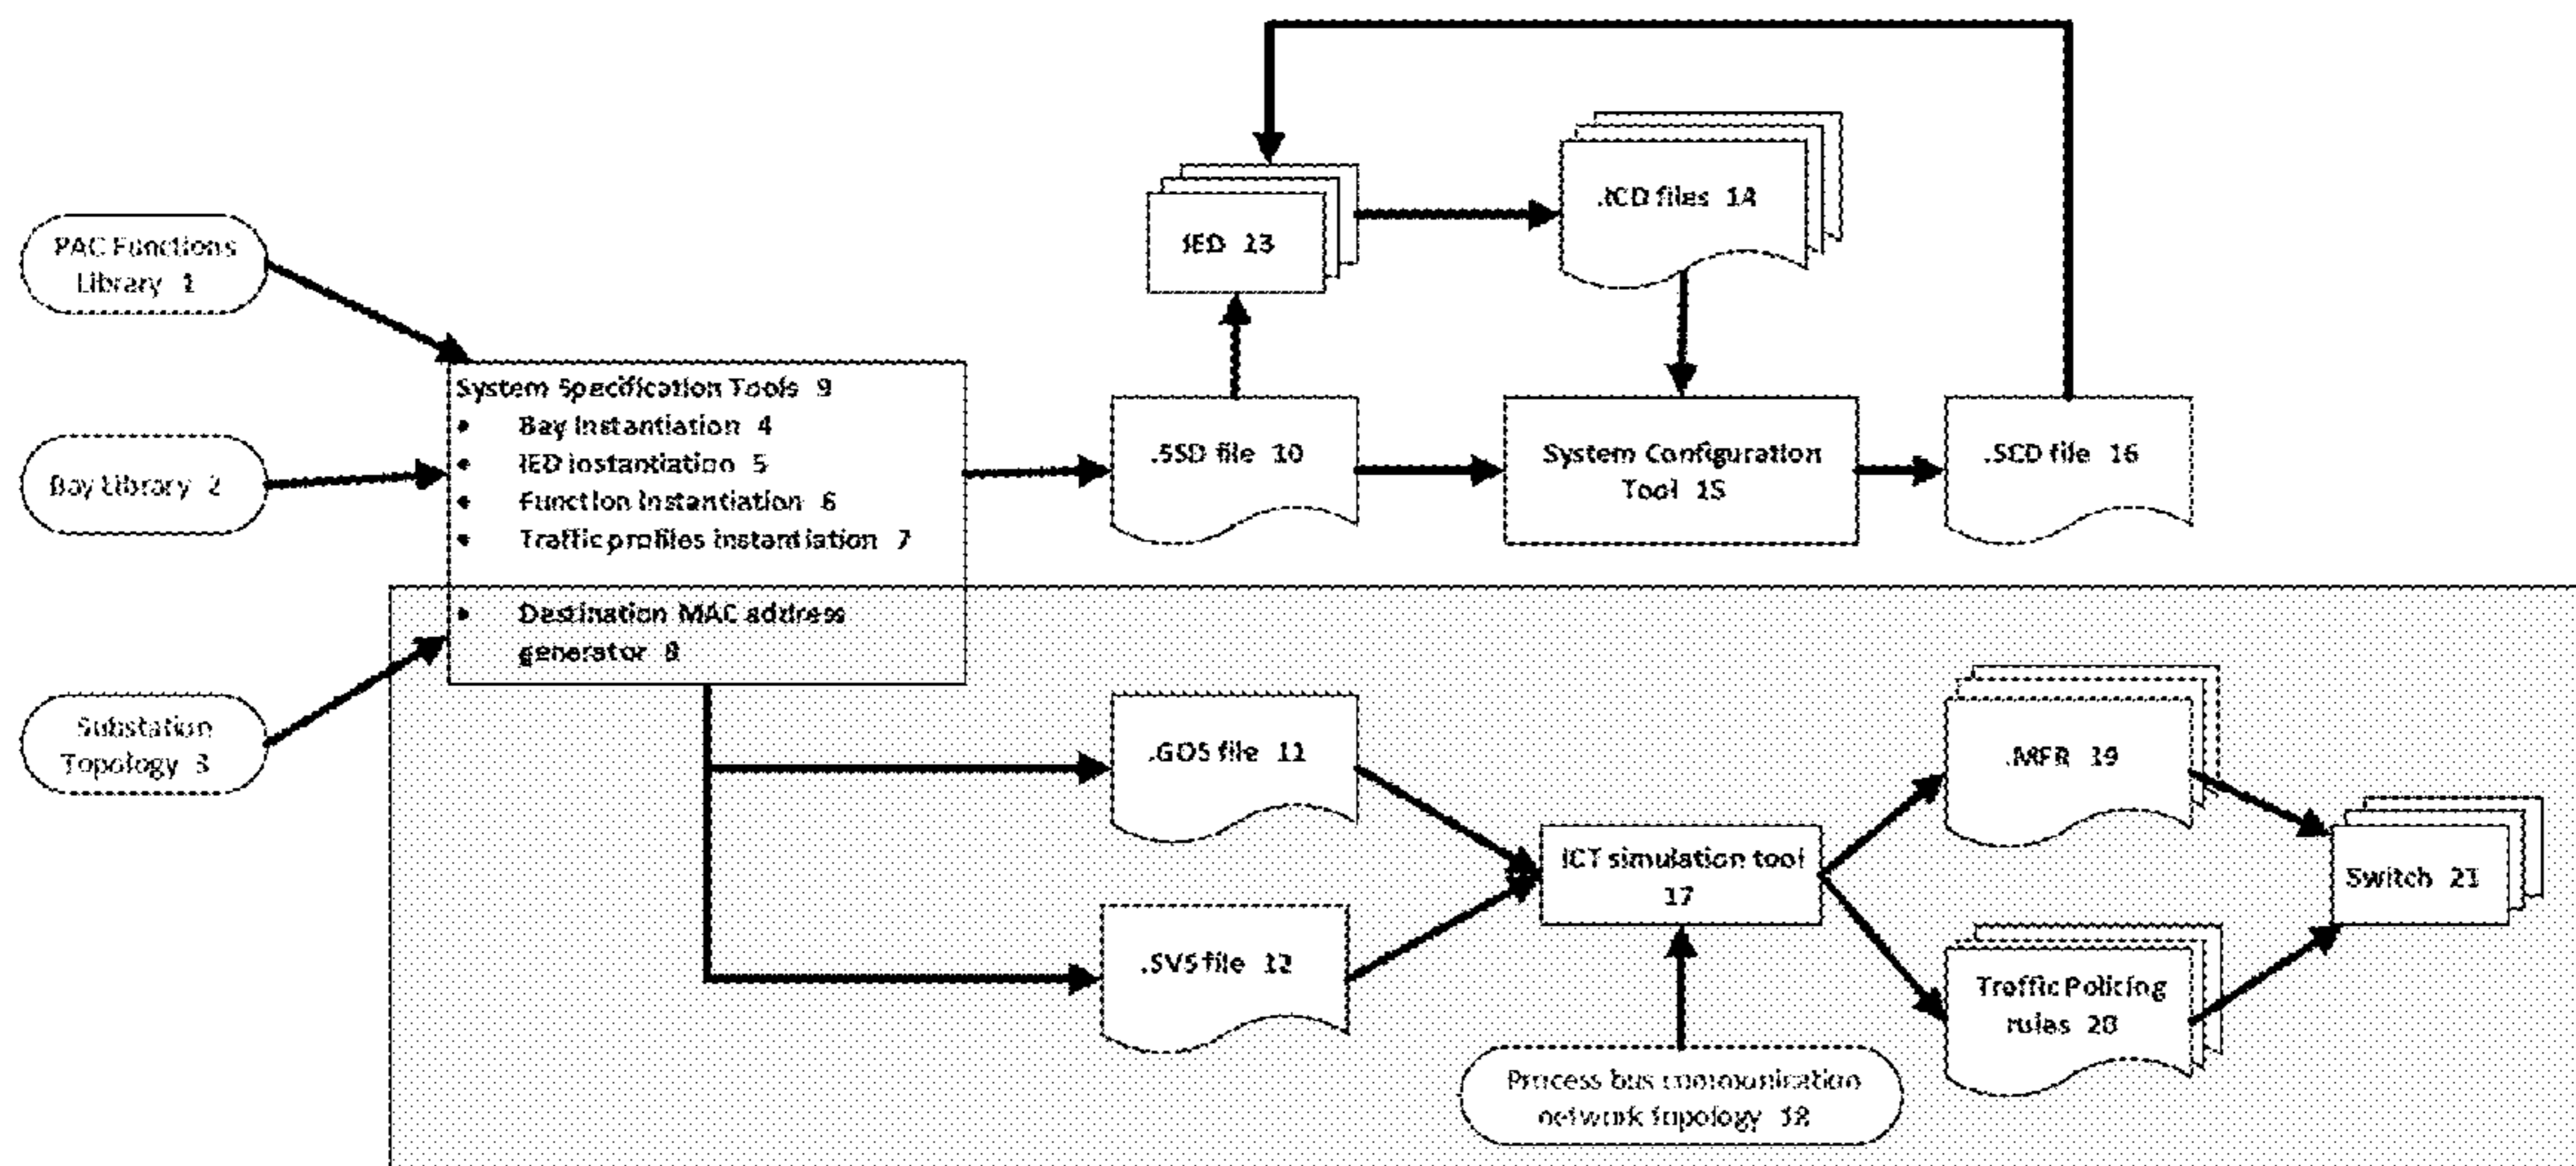 PAC Functions
Library 1
Bay Library 2
Substation
Topology 3
System Specification Tools 9
• Bay Instantiation 4
• IED instantiation 5
• Function instantiation 6
• Traffic profiles instantiation 7
• Destination MAC address
generator 8
IED 13
.ICD files 14
.SSD file 10
System Configuration
Tool 15
.SCD file 16
.GOS file 11
.SVS file 12
ICT simulation tool
17
Process bus communication
network topology 18
.MFR 19
Traffic Policing
rules 20
Switch 21